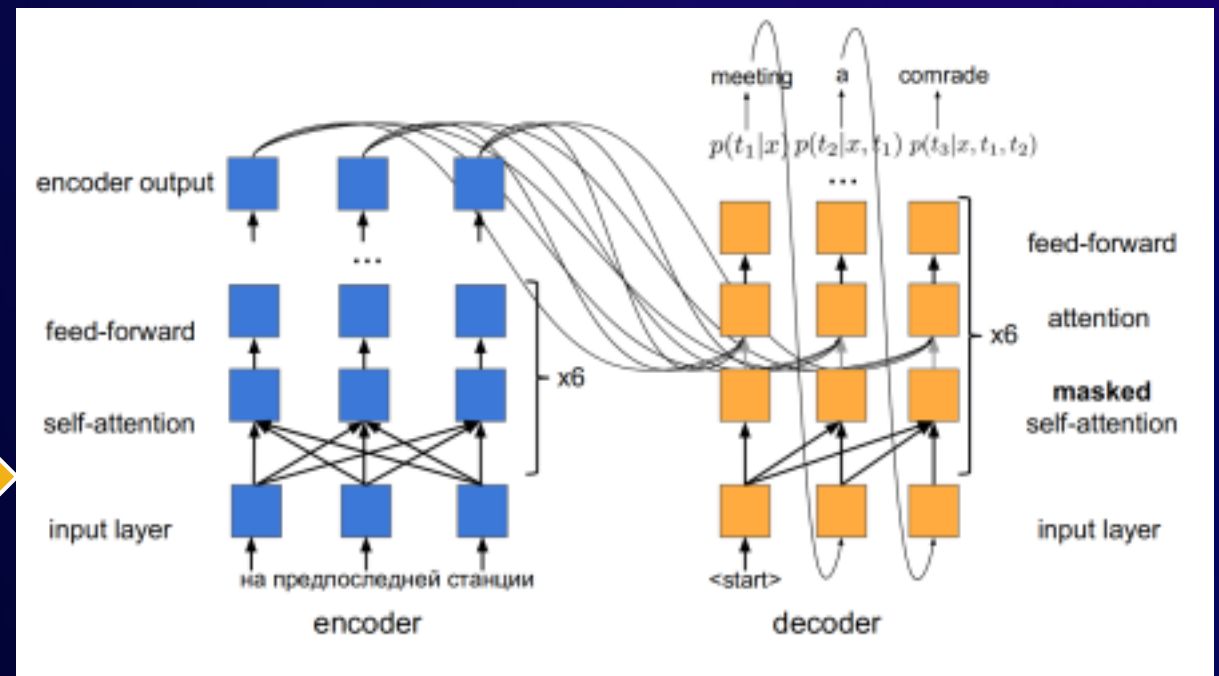 meeting a comrade
p(t₁|x) p(t₂|x, t₁) p(t₃|x, t₁, t₂)
...
encoder output
...
feed-forward
self-attention
x6
input layer
на предпоследней станции
encoder
feed-forward
attention
x6
masked
self-attention
input layer
<start>
decoder